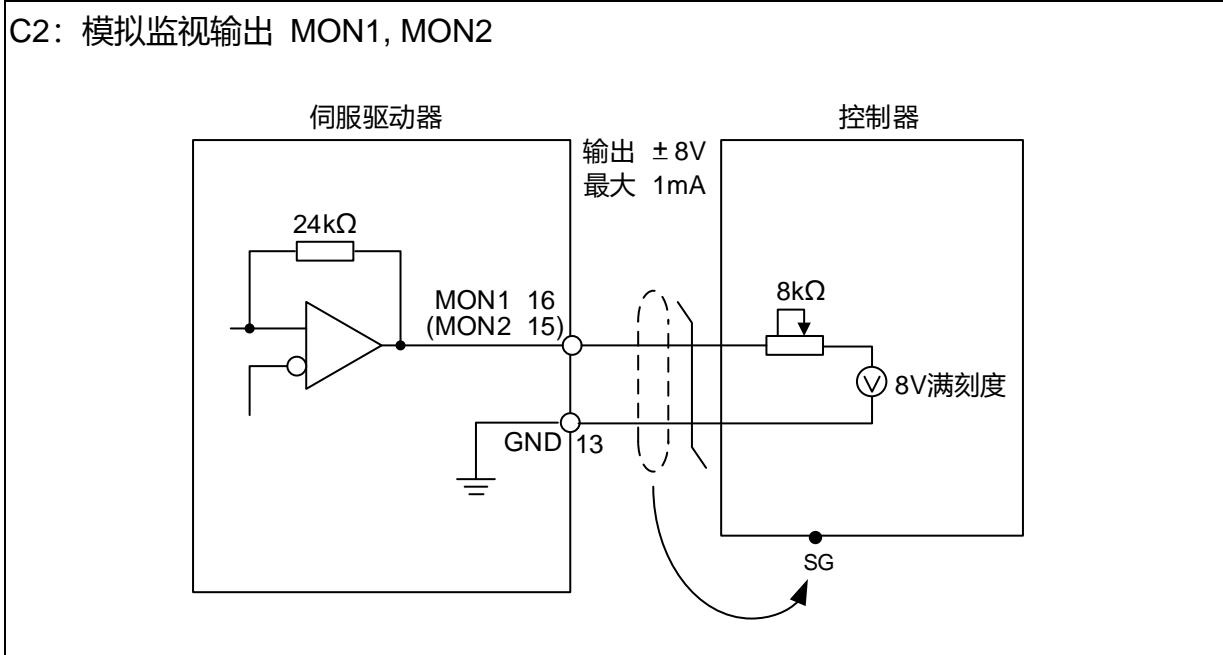 C2：模拟监视输出 MON1, MON2
伺服驱动器
控制器
输出 ±8V
最大 1mA
24kΩ
MON1 16
(MON2 15)
8kΩ
V
8V满刻度
GND 13
SG